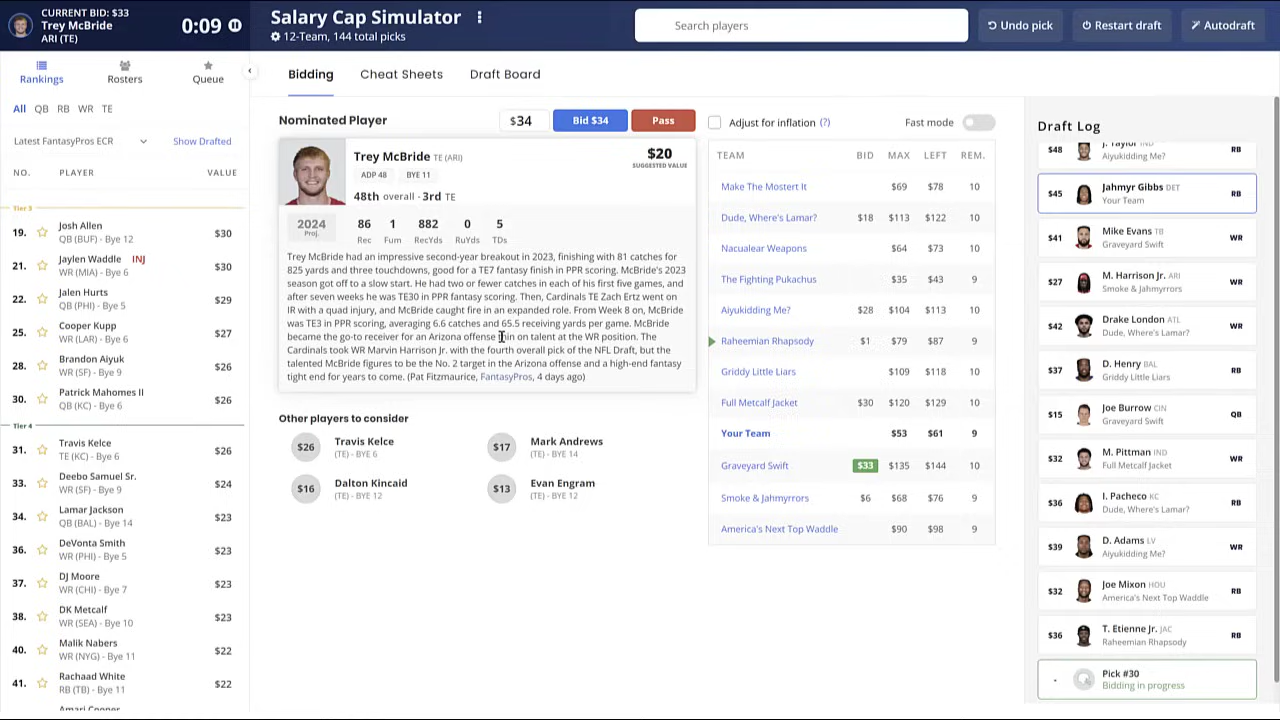 CURRENT BID: $33
Trey McBride
ARI (TE)
0:09
Salary Cap Simulator
12-Team, 144 total picks
Search players
Undo pick
Restart draft
Autodraft
Rankings
Rosters
Queue
All QB RB WR TE
Latest FantasyPros ECR
Show Drafted
NO. PLAYER VALUE
Tier 3
19. Josh Allen $30
QB (BUF) - Bye 12
21. Jaylen Waddle INJ $30
WR (MIA) - Bye 6
22. Jalen Hurts $29
QB (PHI) - Bye 5
25. Cooper Kupp $27
WR (LAR) - Bye 6
28. Brandon Aiyuk $26
WR (SF) - Bye 9
30. Patrick Mahomes II $26
QB (KC) - Bye 6
Tier 4
31. Travis Kelce $26
TE (KC) - Bye 6
33. Deebo Samuel Sr. $24
WR (SF) - Bye 9
34. Lamar Jackson $23
QB (BAL) - Bye 14
36. DeVonta Smith $23
WR (PHI) - Bye 5
37. DJ Moore $23
WR (CHI) - Bye 7
38. DK Metcalf $23
WR (SEA) - Bye 10
40. Malik Nabers $22
WR (NYG) - Bye 11
41. Rachaad White $22
RB (TB) - Bye 11
Amari Cooper
Bidding
Cheat Sheets
Draft Board
Nominated Player
$34
Bid $34
Pass
Trey McBride TE (ARI)
ADP 48 BYE 11
48th overall - 3rd TE
$20
SUGGESTED VALUE
2024
Proj.
86 1 882 0 5
Rec Fum RecYds RuYds TDs
Trey McBride had an impressive second-year breakout in 2023, finishing with 81 catches for
825 yards and three touchdowns, good for a TE7 fantasy finish in PPR scoring. McBride's 2023
season got off to a slow start. He had two or fewer catches in each of his first five games, and
after seven weeks he was TE30 in PPR fantasy scoring. Then, Cardinals TE Zach Ertz went on
IR with a quad injury, and McBride caught fire in an expanded role. From Week 8 on, McBride
was TE3 in PPR scoring, averaging 6.6 catches and 65.5 receiving yards per game. McBride
became the go-to receiver for an Arizona offense thin on talent at the WR position. The
Cardinals took WR Marvin Harrison Jr. with the fourth overall pick of the NFL Draft, but the
talented McBride figures to be the No. 2 target in the Arizona offense and a high-end fantasy
tight end for years to come. (Pat Fitzmaurice, FantasyPros, 4 days ago)
Other players to consider
$26 Travis Kelce
(TE) - BYE 6
$17 Mark Andrews
(TE) - BYE 14
$16 Dalton Kincaid
(TE) - BYE 12
$13 Evan Engram
(TE) - BYE 12
Adjust for inflation (?)
Fast mode
TEAM BID MAX LEFT REM.
Make The Mostert It $69 $78 10
Dude, Where's Lamar? $18 $113 $122 10
Nacualear Weapons $64 $73 10
The Fighting Pukachus $35 $43 9
Aiyukidding Me? $28 $104 $113 10
Raheemian Rhapsody $1 $79 $87 9
Griddy Little Liars $109 $118 10
Full Metcalf Jacket $30 $120 $129 10
Your Team $53 $61 9
Graveyard Swift $33 $135 $144 10
Smoke & Jahmyrrors $6 $68 $76 9
America's Next Top Waddle $90 $98 9
Draft Log
$48 J. Taylor IND RB
Aiyukidding Me?
$45 Jahmyr Gibbs DET RB
Your Team
$41 Mike Evans TB WR
Graveyard Swift
$27 M. Harrison Jr. ARI WR
Smoke & Jahmyrrors
$42 Drake London ATL WR
Dude, Where's Lamar?
$37 D. Henry BAL RB
Griddy Little Liars
$15 Joe Burrow CIN QB
Graveyard Swift
$32 M. Pittman IND WR
Full Metcalf Jacket
$36 I. Pacheco KC RB
Dude, Where's Lamar?
$39 D. Adams LV WR
Aiyukidding Me?
$32 Joe Mixon HOU RB
America's Next Top Waddle
$36 T. Etienne Jr. JAC RB
Raheemian Rhapsody
- Pick #30
Bidding in progress